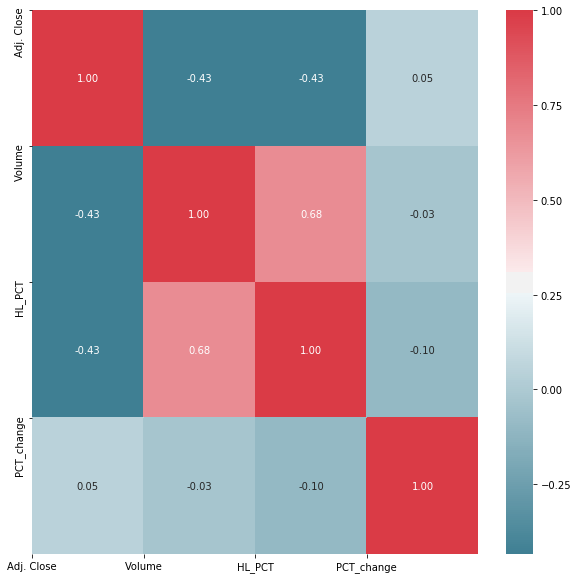 Adj. Close
1.00 -0.43 -0.43 0.05
Volume
-0.43 1.00 0.68 -0.03
HL_PCT
-0.43 0.68 1.00 -0.10
PCT_change
0.05 -0.03 -0.10 1.00
Adj. Close Volume HL_PCT PCT_change
1.00
0.75
0.50
0.25
0.00
−0.25